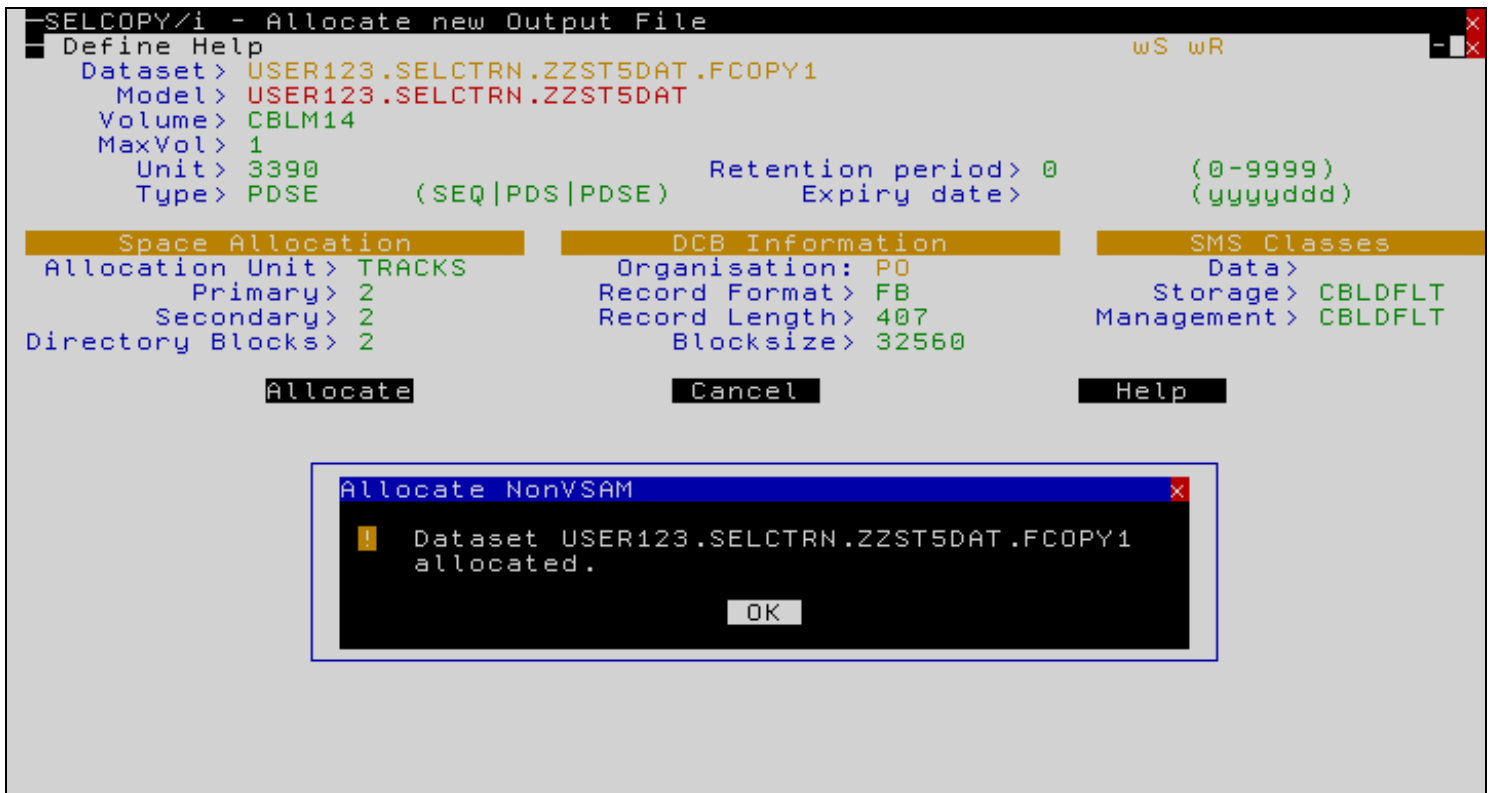 SELCOPY/i - Allocate new Output File ×
Define Help wS wR - ×
Dataset> USER123.SELCTRN.ZZST5DAT.FCOPY1
Model> USER123.SELCTRN.ZZST5DAT
Volume> CBLM14
MaxVol> 1
Unit> 3390 Retention period> 0 (0-9999)
Type> PDSE (SEQ|PDS|PDSE) Expiry date> (yyyyddd)
Space Allocation DCB Information SMS Classes
Allocation Unit> TRACKS Organisation: PO Data>
Primary> 2 Record Format> FB Storage> CBLDFLT
Secondary> 2 Record Length> 407 Management> CBLDFLT
Directory Blocks> 2 Blocksize> 32560
Allocate Cancel Help
Allocate NonVSAM ×
! Dataset USER123.SELCTRN.ZZST5DAT.FCOPY1
allocated.
OK